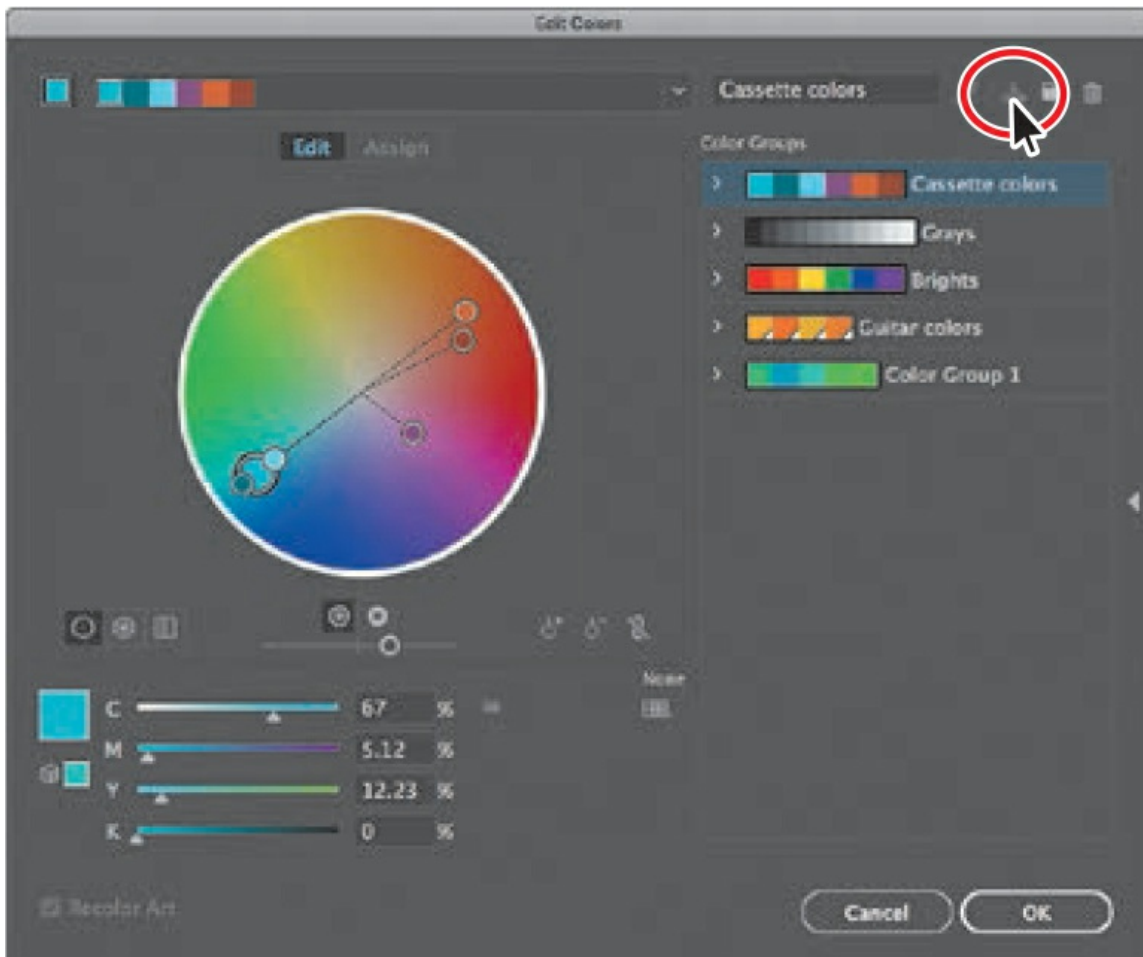 Edit Colors
Cassette colors
Edit Assign
Color Groups
Cassette colors
Grays
Brights
Guitar colors
Color Group 1
None
C 67 %
M 5.12 %
Y 12.23 %
K 0 %
Recolor Art
Cancel OK